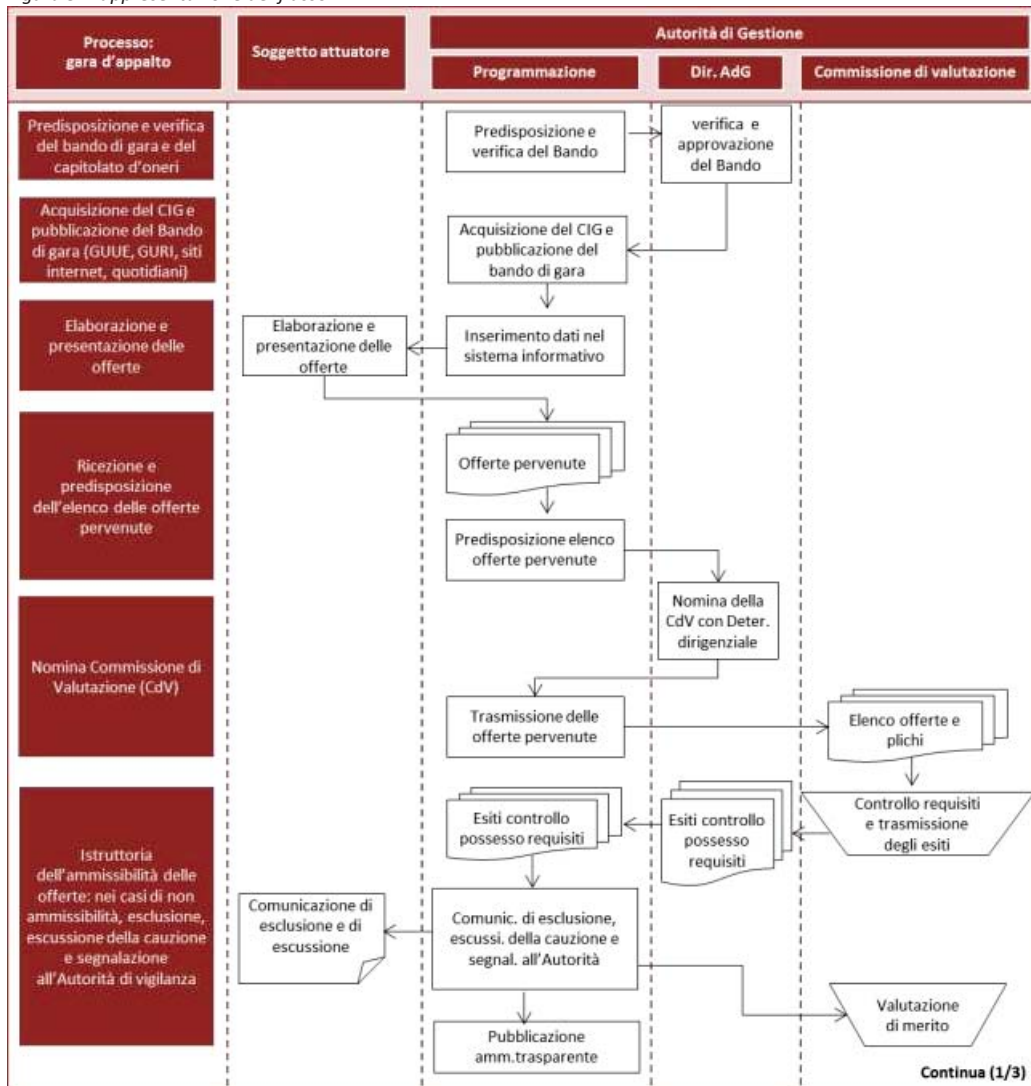 Processo:
gara d'appalto
Soggetto attuatore
Autorità di Gestione
Programmazione
Dir. AdG
Commissione di valutazione
Predisposizione e verifica
del bando di gara e del
capitolato d'oneri
Predisposizione e
verifica del Bando
verifica e
approvazione
del Bando
Acquisizione del CIG e
pubblicazione del Bando
di gara (GUUE, GURI, siti
internet, quotidiani)
Acquisizione del CIG e
pubblicazione del
bando di gara
Elaborazione e
presentazione delle
offerte
Elaborazione e
presentazione delle
offerte
Inserimento dati nel
sistema informativo
Ricezione e
predisposizione
dell'elenco delle offerte
pervenute
Offerte pervenute
Predisposizione elenco
offerte pervenute
Nomina Commissione di
Valutazione (CdV)
Nomina della
CdV con Deter.
dirigenziale
Trasmissione delle
offerte pervenute
Elenco offerte e
plichi
Istruttoria
dell'ammissibilità delle
offerte: nei casi di non
ammissibilità, esclusione,
escussione della cauzione
e segnalazione
all'Autorità di vigilanza
Controllo requisiti
e trasmissione
degli esiti
Esiti controllo
possesso requisiti
Esiti controllo
possesso
requisiti
Comunicazione di
esclusione e di
escussione
Comunic. di esclusione,
escussi. della cauzione e
segnal. all'Autorità
Valutazione
di merito
Pubblicazione
amm.trasparente
Continua (1/3)